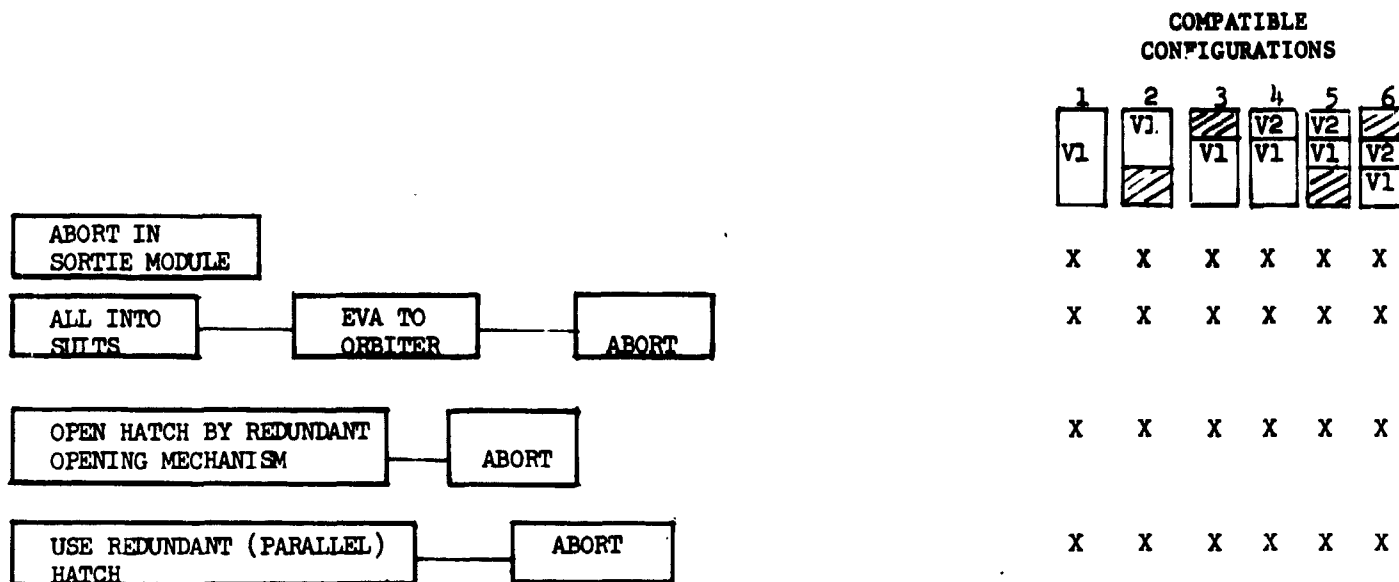 COMPATIBLE
CONFIGURATIONS
1 2 3 4 5 6
V1. V2 V2
V1 V1 V1 V1 V2
V1
ABORT IN
SORTIE MODULE
X X X X X X
ALL INTO
SUITS
EVA TO
ORBITER
ABORT
X X X X X X
OPEN HATCH BY REDUNDANT
OPENING MECHANISM
ABORT
X X X X X X
USE REDUNDANT (PARALLEL)
HATCH
ABORT
X X X X X X